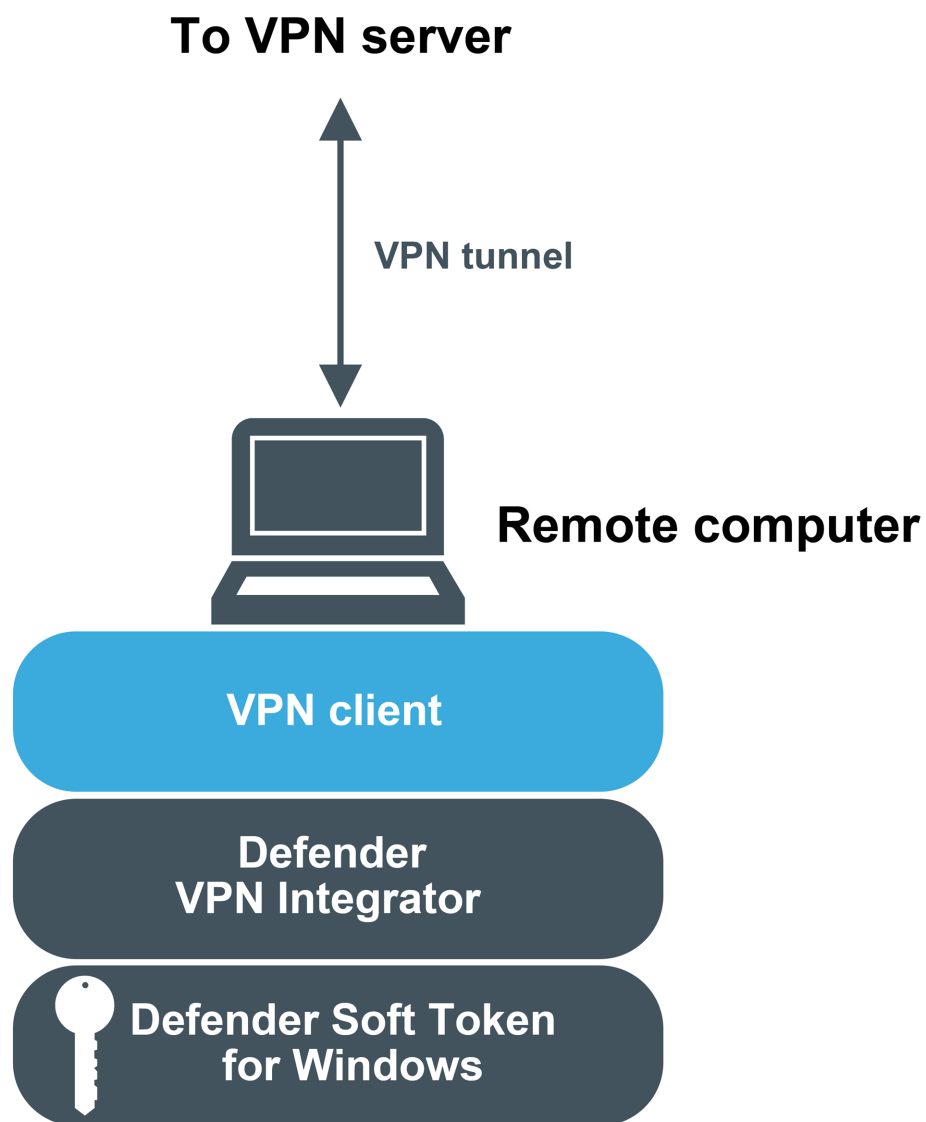 To VPN server
VPN tunnel
Remote computer
VPN client
Defender
VPN Integrator
Defender Soft Token
for Windows